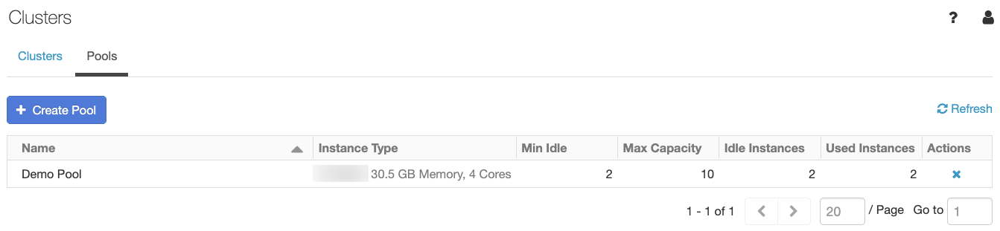 Clusters
?
Clusters Pools
+ Create Pool
Refresh
Name Instance Type Min Idle Max Capacity Idle Instances Used Instances Actions
Demo Pool 30.5 GB Memory, 4 Cores 2 10 2 2
1 - 1 of 1 20 / Page Go to 1